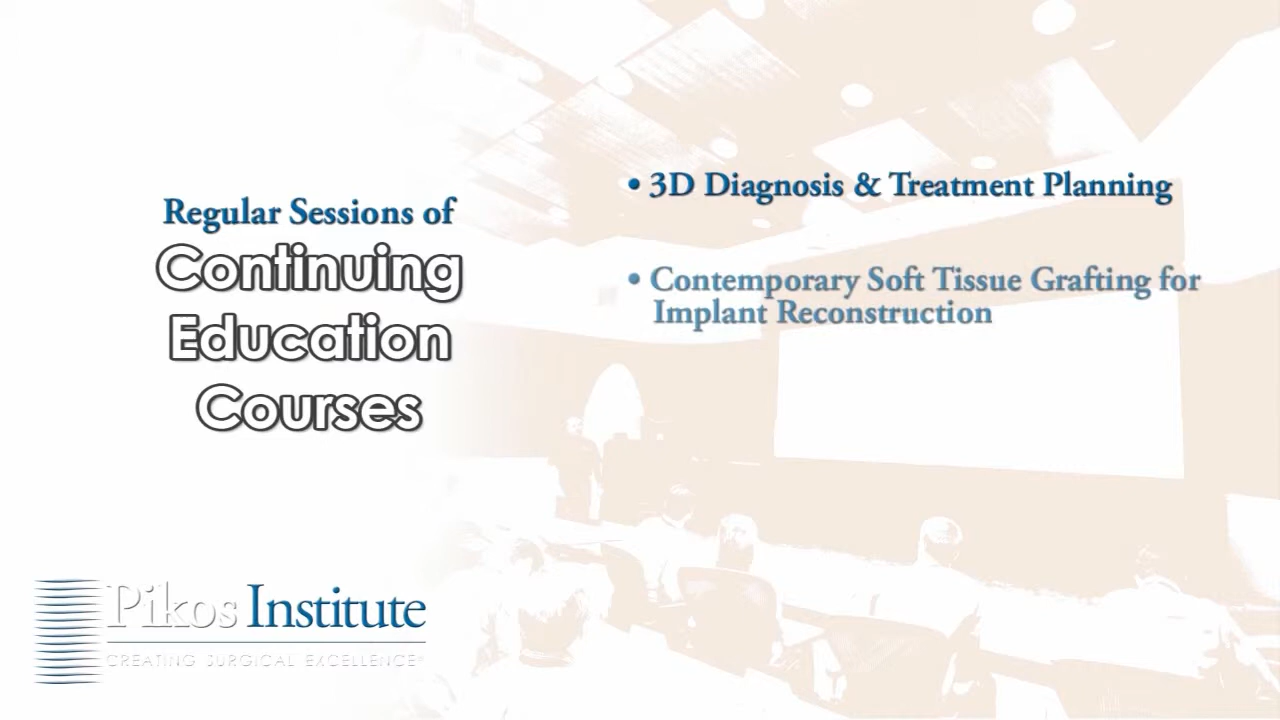 Regular Sessions of
Continuing
Education
Courses
• 3D Diagnosis & Treatment Planning
• Contemporary Soft Tissue Grafting for
Implant Reconstruction
Pikos Institute
CREATING SURGICAL EXCELLENCE®